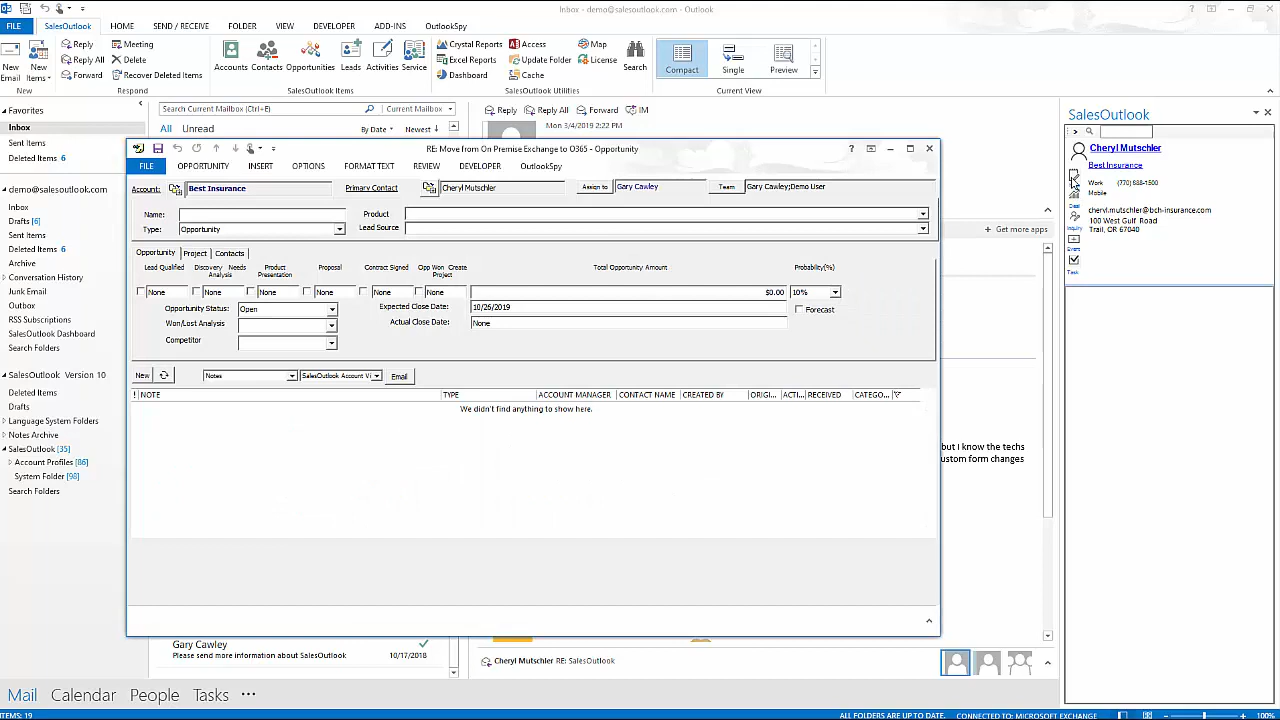 Inbox - demo@salesoutlook.com - Outlook
FILE SalesOutlook HOME SEND / RECEIVE FOLDER VIEW DEVELOPER ADD-INS OutlookSpy
New Email
New Items
Reply
Reply All
Forward
Meeting
Delete
Recover Deleted Items
Accounts Contacts Opportunities Leads Activities Service
Crystal Reports
Excel Reports
Dashboard
Access
Update Folder
Cache
Map
License
Search
Compact Single Preview
New Respond SalesOutlook Items SalesOutlook Utilities Current View
Favorites
Inbox
Sent Items
Deleted Items 6
demo@salesoutlook.com
Inbox
Drafts [6]
Sent Items
Deleted Items 6
Archive
Conversation History
Junk Email
Outbox
RSS Subscriptions
SalesOutlook Dashboard
Search Folders
SalesOutlook Version 10
Deleted Items
Drafts
Language System Folders
Notes Archive
SalesOutlook [35]
Account Profiles [86]
System Folder [98]
Search Folders
Search Current Mailbox (Ctrl+E) Current Mailbox
All Unread By Date Newest
Reply Reply All Forward IM
Mon 3/4/2019 2:22 PM
RE: Move from On Premise Exchange to O365 - Opportunity
FILE OPPORTUNITY INSERT OPTIONS FORMAT TEXT REVIEW DEVELOPER OutlookSpy
Account: Best Insurance Primary Contact Cheryl Mutschler Assign to Gary Cawley Team Gary Cawley;Demo User
Name: Product
Type: Opportunity Lead Source
Opportunity Project Contacts
Lead Qualified
Discovery Needs Analysis
Product Presentation
Proposal
Contract Signed
Opp Won Create Project
Total Opportunity Amount
Probability(%)
None None None None None None $0.00 10%
Opportunity Status: Open Expected Close Date: 10/26/2019 Forecast
Won/Lost Analysis Actual Close Date: None
Competitor
New Notes SalesOutlook Account Vi Email
! NOTE TYPE ACCOUNT MANAGER CONTACT NAME CREATED BY ORIGI... ACTI... RECEIVED CATEGO...
We didn't find anything to show here.
Get more apps
but I know the techs
ustom form changes
Gary Cawley
Please send more information about SalesOutlook 10/17/2018
Cheryl Mutschler RE: SalesOutlook
SalesOutlook
Cheryl Mutschler
Best Insurance
Work (770) 888-1500
Mobile
cheryl.mutschler@bch-insurance.com
100 West Gulf Road
Trail, OR 67040
Deal
Inquiry
Event
Task
Mail Calendar People Tasks
ITEMS: 19 ALL FOLDERS ARE UP TO DATE. CONNECTED TO: MICROSOFT EXCHANGE 100%